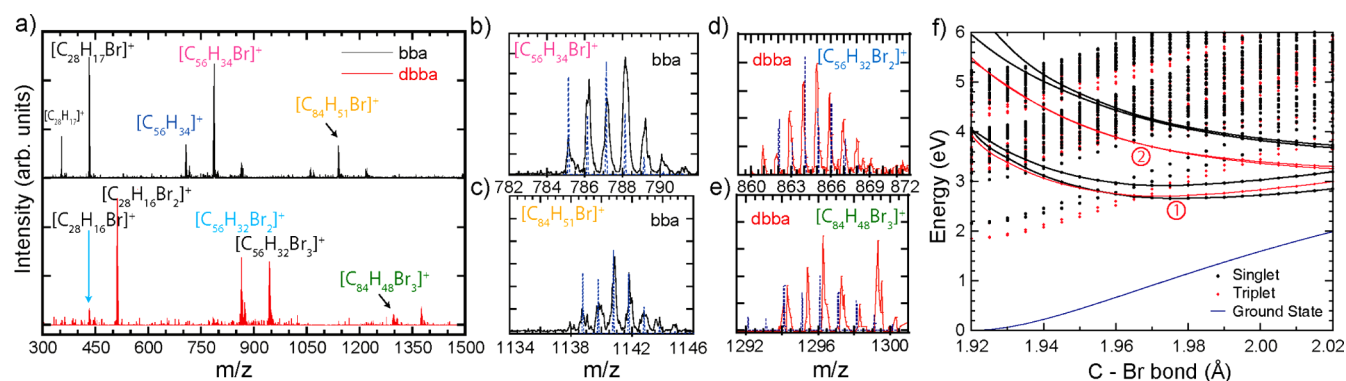 a)
Intensity (arb. units)
[C₂₈H₁₇Br]⁺
[C₅₆H₃₄Br]⁺
bba
dbba
[C₂₈H₁₇]⁺
[C₅₆H₃₄]⁺
[C₈₄H₅₁Br]⁺
[C₂₈H₁₆Br₂]⁺
[C₂₈H₁₆Br]⁺
[C₅₆H₃₂Br₂]⁺
[C₅₆H₃₂Br₃]⁺
[C₈₄H₄₈Br₃]⁺
300 450 600 750 900 1050 1200 1350 1500
m/z
b)
[C₅₆H₃₄Br]⁺
bba
782 784 786 788 790
c)
[C₈₄H₅₁Br]⁺
bba
1134 1138 1142 1146
m/z
d)
dbba
[C₅₆H₃₂Br₂]⁺
860 863 866 869 872
e)
dbba
[C₈₄H₄₈Br₃]⁺
1292 1296 1300
m/z
f)
Energy (eV)
6
5
4
3
2
1
0
②
①
Singlet
Triplet
Ground State
1.92 1.94 1.96 1.98 2.00 2.02
C - Br bond (Å)